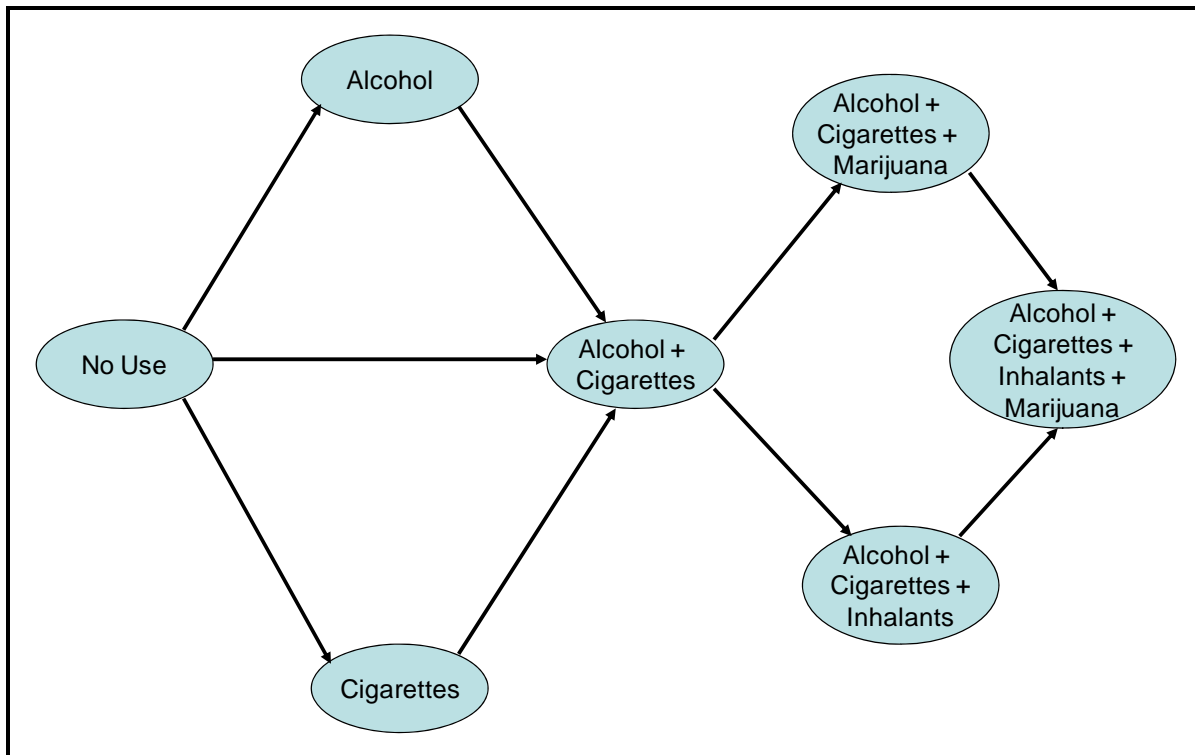 Alcohol
Alcohol +
Cigarettes +
Marijuana
No Use
Alcohol +
Cigarettes
Alcohol +
Cigarettes +
Inhalants +
Marijuana
Alcohol +
Cigarettes +
Inhalants
Cigarettes